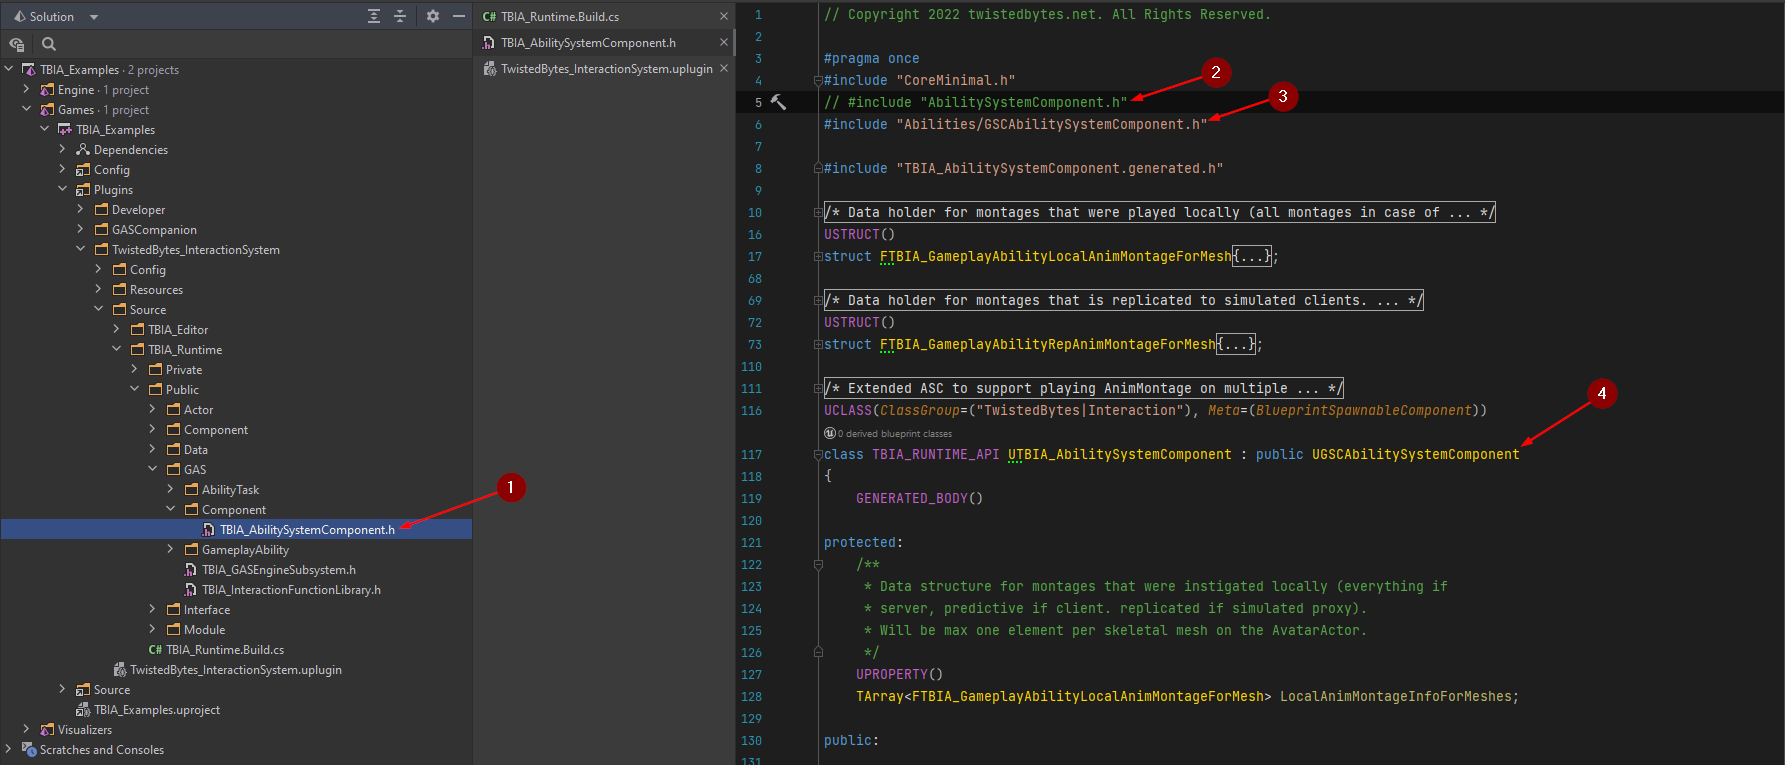 Solution
TBIA_Examples · 2 projects
Engine · 1 project
Games · 1 project
TBIA_Examples
Dependencies
Config
Plugins
Developer
GASCompanion
TwistedBytes_InteractionSystem
Config
Resources
Source
TBIA_Editor
TBIA_Runtime
Private
Public
Actor
Component
Data
GAS
AbilityTask
Component
TBIA_AbilitySystemComponent.h
GameplayAbility
TBIA_GASEngineSubsystem.h
TBIA_InteractionFunctionLibrary.h
Interface
Module
C# TBIA_Runtime.Build.cs
TwistedBytes_InteractionSystem.uplugin
Source
TBIA_Examples.uproject
Visualizers
Scratches and Consoles
1
C# TBIA_Runtime.Build.cs
TBIA_AbilitySystemComponent.h
TwistedBytes_InteractionSystem.uplugin
1 // Copyright 2022 twistedbytes.net. All Rights Reserved.
2
3 #pragma once
4 #include "CoreMinimal.h"
5 // #include "AbilitySystemComponent.h"
6 #include "Abilities/GSCAbilitySystemComponent.h"
7
8 #include "TBIA_AbilitySystemComponent.generated.h"
9
10 /* Data holder for montages that were played locally (all montages in case of ... */
16 USTRUCT()
17 struct FTBIA_GameplayAbilityLocalAnimMontageForMesh{...};
68
69 /* Data holder for montages that is replicated to simulated clients. ... */
72 USTRUCT()
73 struct FTBIA_GameplayAbilityRepAnimMontageForMesh{...};
110
111 /* Extended ASC to support playing AnimMontage on multiple ... */
116 UCLASS(ClassGroup=("TwistedBytes|Interaction"), Meta=(BlueprintSpawnableComponent))
0 derived blueprint classes
117 class TBIA_RUNTIME_API UTBIA_AbilitySystemComponent : public UGSCAbilitySystemComponent
118 {
119 GENERATED_BODY()
120
121 protected:
122 /**
123 * Data structure for montages that were instigated locally (everything if
124 * server, predictive if client. replicated if simulated proxy).
125 * Will be max one element per skeletal mesh on the AvatarActor.
126 */
127 UPROPERTY()
128 TArray<FTBIA_GameplayAbilityLocalAnimMontageForMesh> LocalAnimMontageInfoForMeshes;
129
130 public:
131
2
3
4